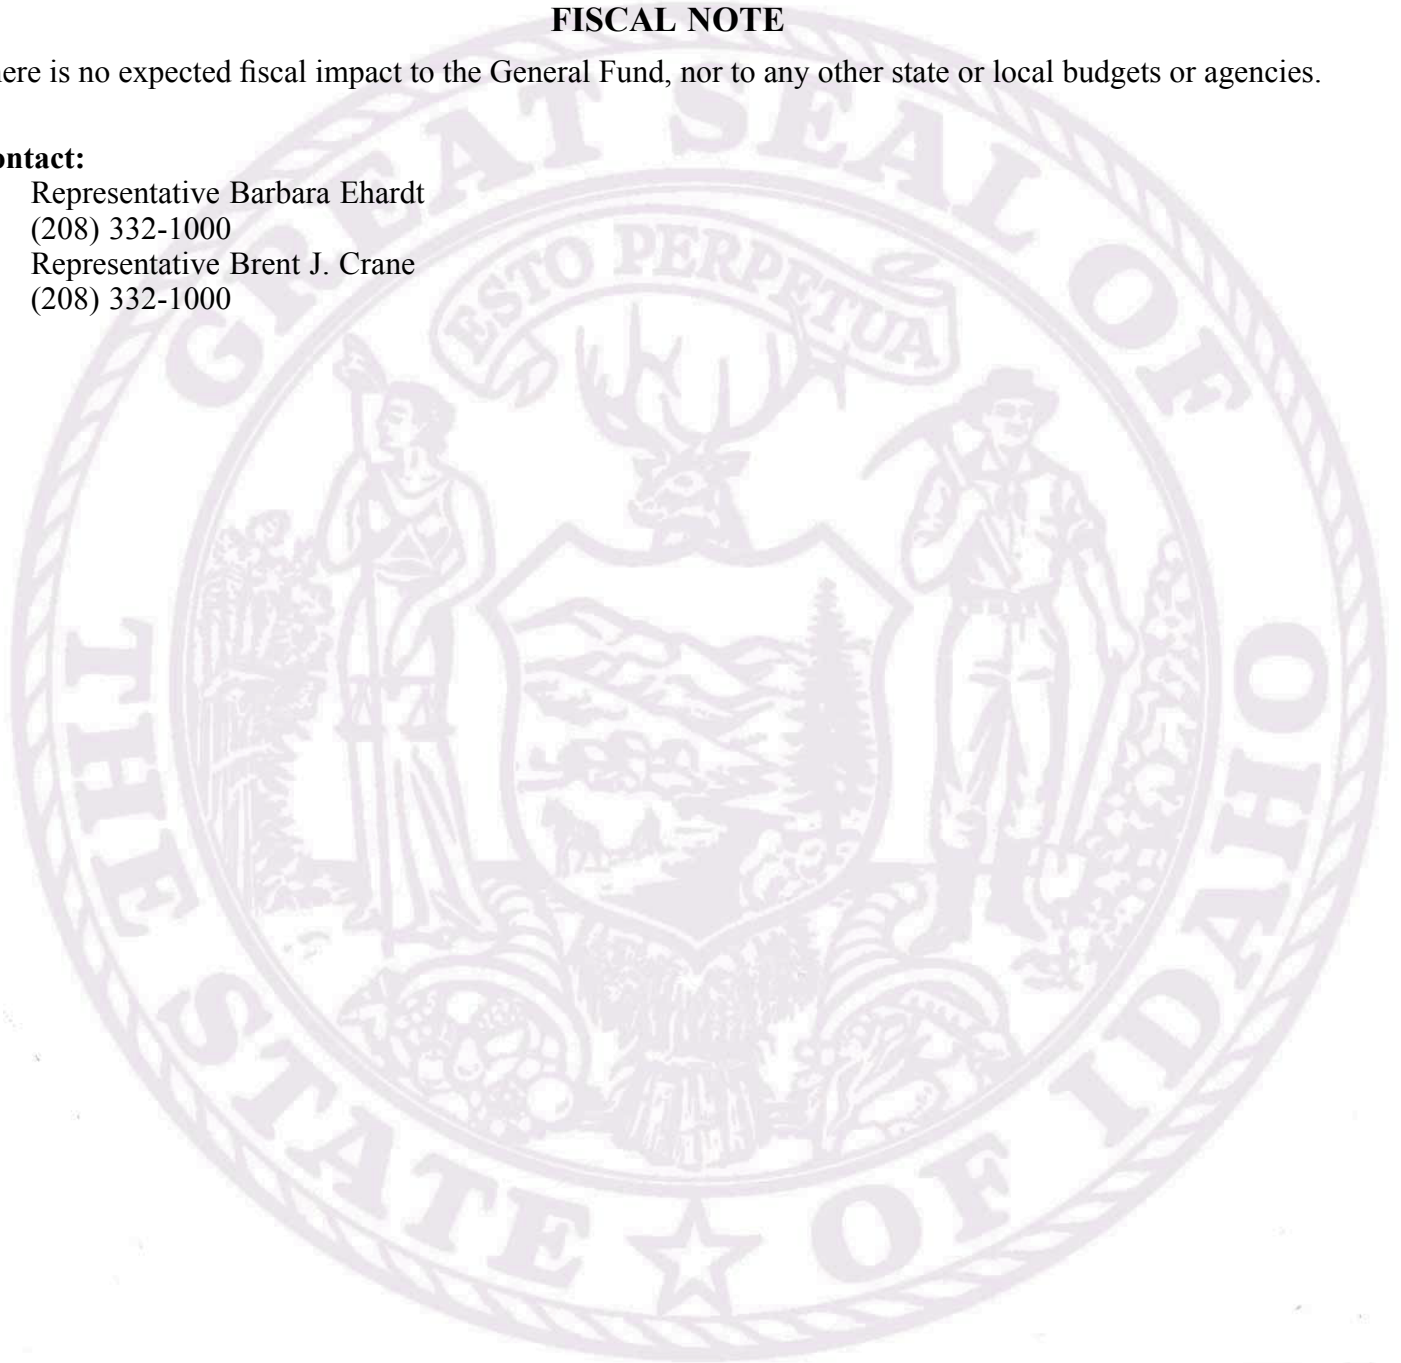 FISCAL NOTE
here is no expected fiscal impact to the General Fund, nor to any other state or local budgets or agencies.
ontact:
Representative Barbara Ehardt
(208) 332-1000
Representative Brent J. Crane
(208) 332-1000
GREAT SEAL OF
ESTO PERPETUA
THE
STATE OF IDAHO